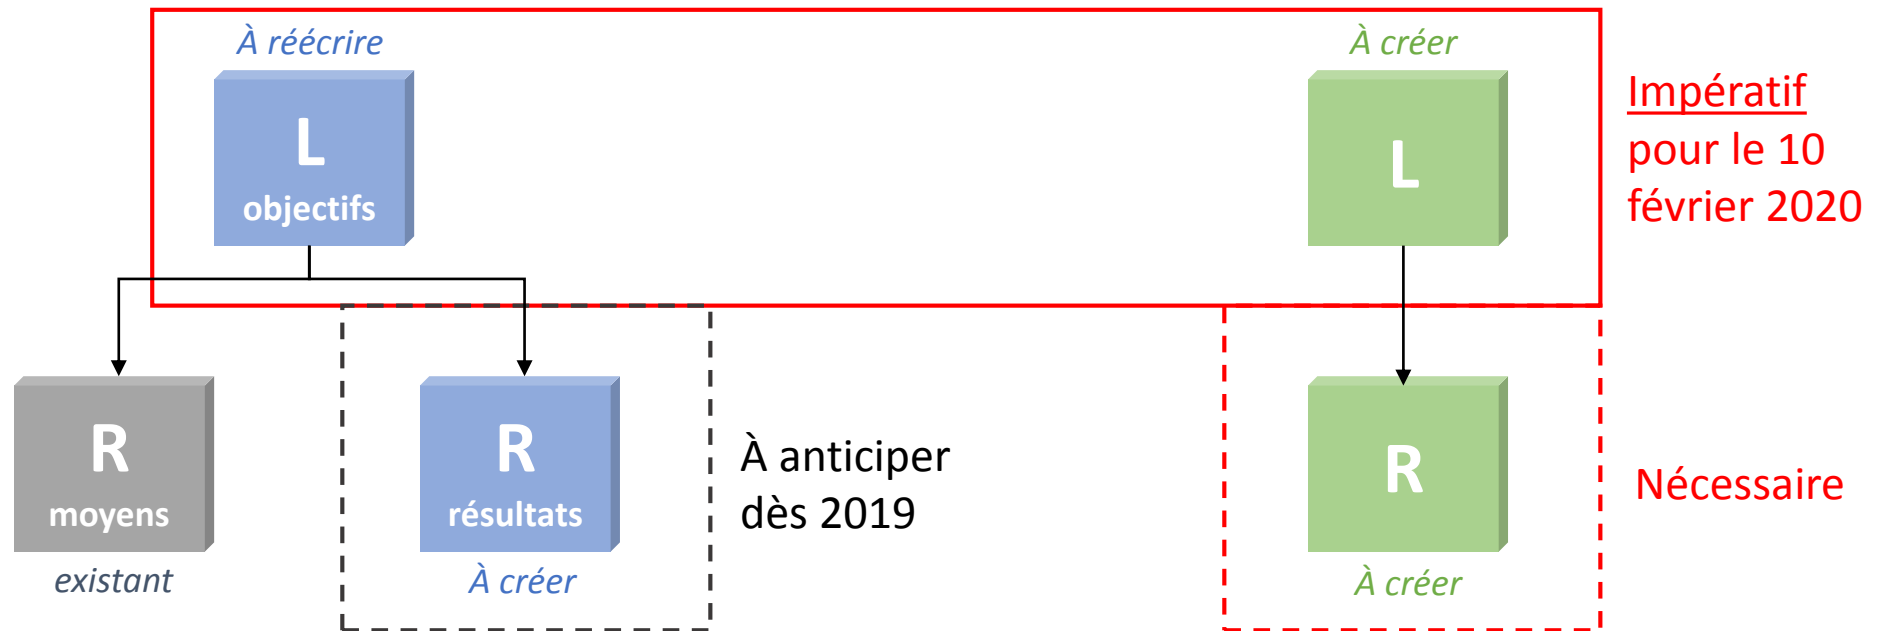 À réécrire
À créer
L
objectifs
L
Impératif
pour le 10
février 2020
R
moyens
R
résultats
À anticiper
dès 2019
R
Nécessaire
existant
À créer
À créer